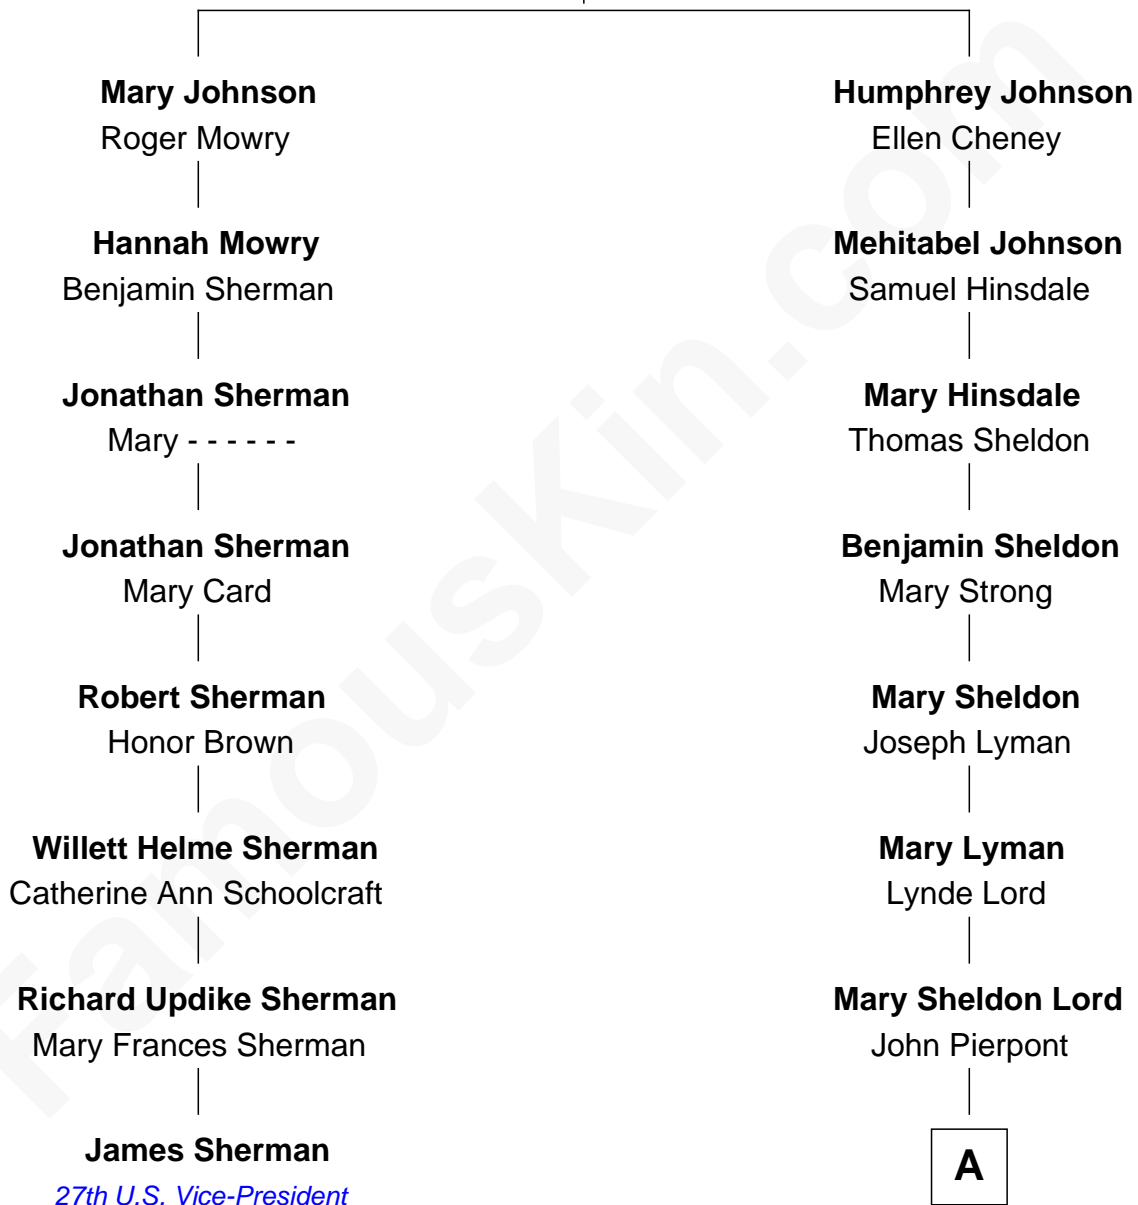 Mary Johnson
Roger Mowry
Hannah Mowry
Benjamin Sherman
Jonathan Sherman
Mary - - - - - -
Jonathan Sherman
Mary Card
Robert Sherman
Honor Brown
Willett Helme Sherman
Catherine Ann Schoolcraft
Richard Updike Sherman
Mary Frances Sherman
James Sherman
27th U.S. Vice-President
Humphrey Johnson
Ellen Cheney
Mehitabel Johnson
Samuel Hinsdale
Mary Hinsdale
Thomas Sheldon
Benjamin Sheldon
Mary Strong
Mary Sheldon
Joseph Lyman
Mary Lyman
Lynde Lord
Mary Sheldon Lord
John Pierpont
A
FamousKin.com